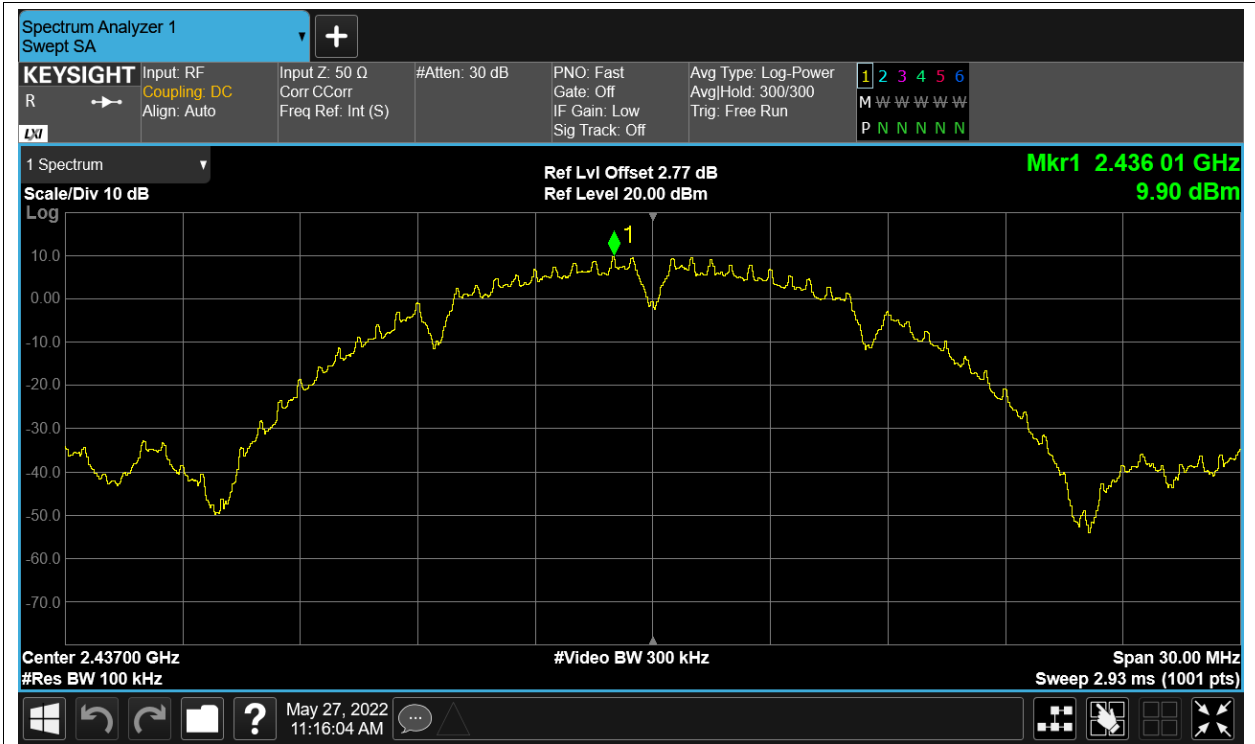 Spectrum Analyzer 1
Swept SA
KEYSIGHT
R
LXI
Input: RF
Coupling: DC
Align: Auto
Input Z: 50 Ω
Corr CCorr
Freq Ref: Int (S)
#Atten: 30 dB
PNO: Fast
Gate: Off
IF Gain: Low
Sig Track: Off
Avg Type: Log-Power
Avg|Hold: 300/300
Trig: Free Run
1 2 3 4 5 6
M W W W W W
P N N N N N
1 Spectrum
Scale/Div 10 dB
Log
Ref Lvl Offset 2.77 dB
Ref Level 20.00 dBm
Mkr1 2.436 01 GHz
9.90 dBm
1
10.0
0.00
-10.0
-20.0
-30.0
-40.0
-50.0
-60.0
-70.0
Center 2.43700 GHz
#Res BW 100 kHz
#Video BW 300 kHz
Span 30.00 MHz
Sweep 2.93 ms (1001 pts)
?
May 27, 2022
11:16:04 AM